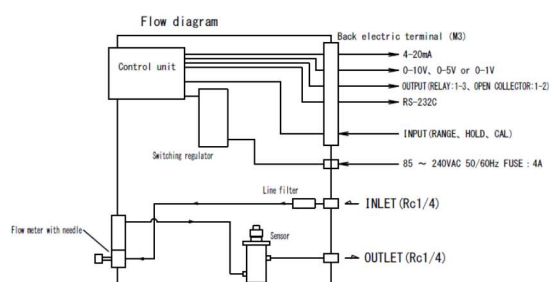 Flow diagram
Back electric terminal (M3)
Control unit
4-20mA
0-10V、0-5V or 0-1V
OUTPUT(RELAY:1-3、OPEN COLLECTOR:1-2)
RS-232C
INPUT(RANGE、HOLD、CAL)
Switching regulator
85 ～ 240VAC 50/60Hz FUSE : 4A
Line filter
INLET(Rc1/4)
Flow meter with needle
Sensor
OUTLET(Rc1/4)